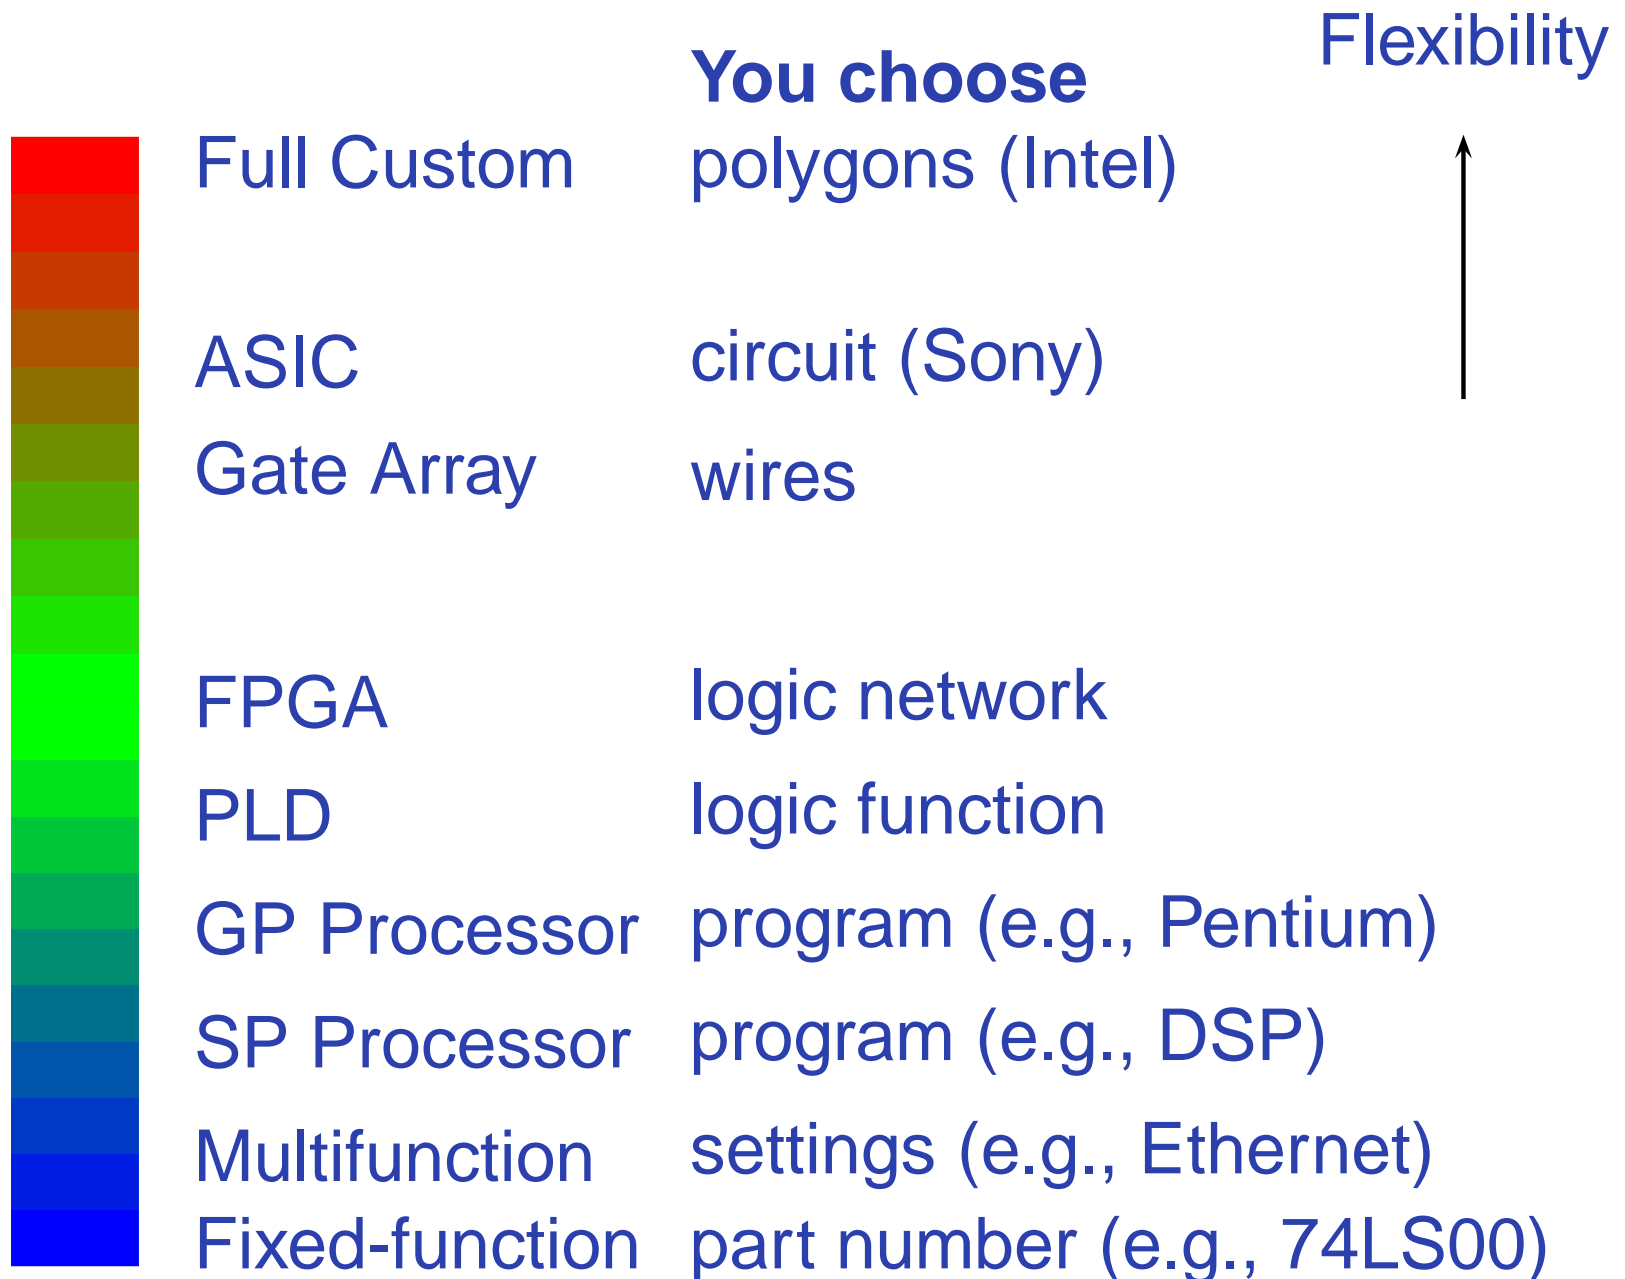 Flexibility
You choose
Full Custom polygons (Intel)
ASIC circuit (Sony)
Gate Array wires
FPGA logic network
PLD logic function
GP Processor program (e.g., Pentium)
SP Processor program (e.g., DSP)
Multifunction settings (e.g., Ethernet)
Fixed-function part number (e.g., 74LS00)